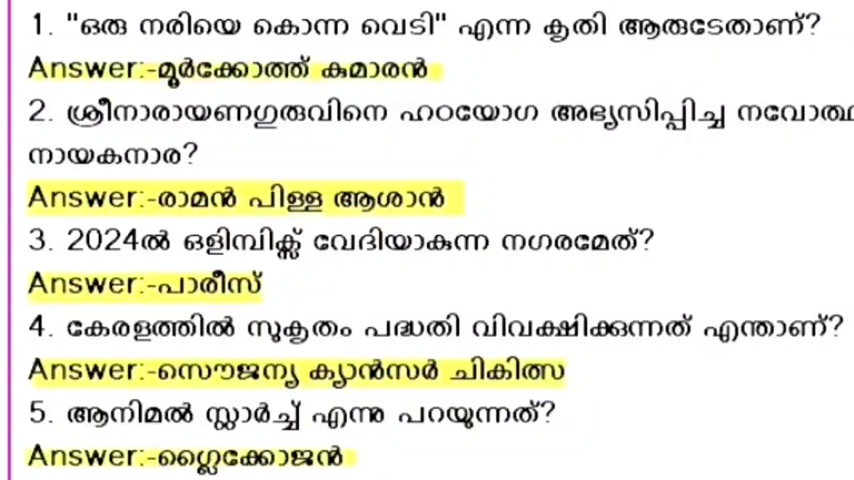 1. "ഒരു നരിയെ കൊന്ന വെടി" എന്ന കൃതി ആരുടേതാണ്?
Answer:-മൂർക്കോത്ത് കുമാരൻ
2. ശ്രീനാരായണഗുരുവിനെ ഹഠയോഗ അഭ്യസിപ്പിച്ച
നായകനാര?
Answer:-രാമൻ പിള്ള ആശാൻ
3. 2024ൽ ഒളിമ്പിക്സ് വേദിയാകുന്ന നഗരമേത്?
Answer:-പാരീസ്
4. കേരളത്തിൽ സുകൃതം പദ്ധതി വിവക്ഷിക്കുന്നത് എന്താണ്?
Answer:-സൌജന്യ ക്യാൻസർ ചികിത്സ
5. ആനിമൽ സ്റ്റാർച്ച് എന്നു പറയുന്നത്?
Answer:-ഗ്ലൈക്കോജൻ